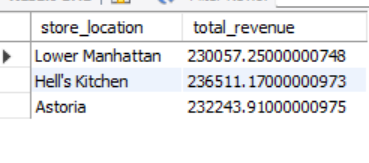 store_location total_revenue
Lower Manhattan 230057.25000000748
Hell's Kitchen 236511.17000000973
Astoria 232243.91000000975